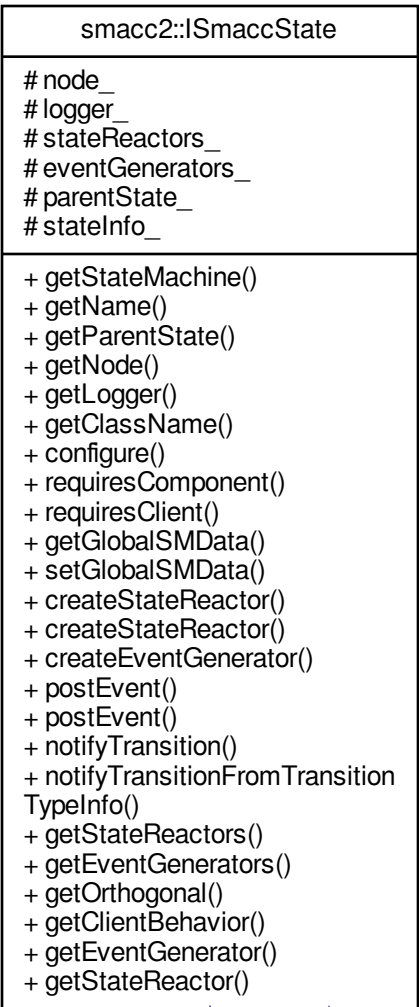 smacc2::ISmaccState
# node_
# logger_
# stateReactors_
# eventGenerators_
# parentState_
# stateInfo_
+ getStateMachine()
+ getName()
+ getParentState()
+ getNode()
+ getLogger()
+ getClassName()
+ configure()
+ requiresComponent()
+ requiresClient()
+ getGlobalSMData()
+ setGlobalSMData()
+ createStateReactor()
+ createStateReactor()
+ createEventGenerator()
+ postEvent()
+ postEvent()
+ notifyTransition()
+ notifyTransitionFromTransition
TypeInfo()
+ getStateReactors()
+ getEventGenerators()
+ getOrthogonal()
+ getClientBehavior()
+ getEventGenerator()
+ getStateReactor()